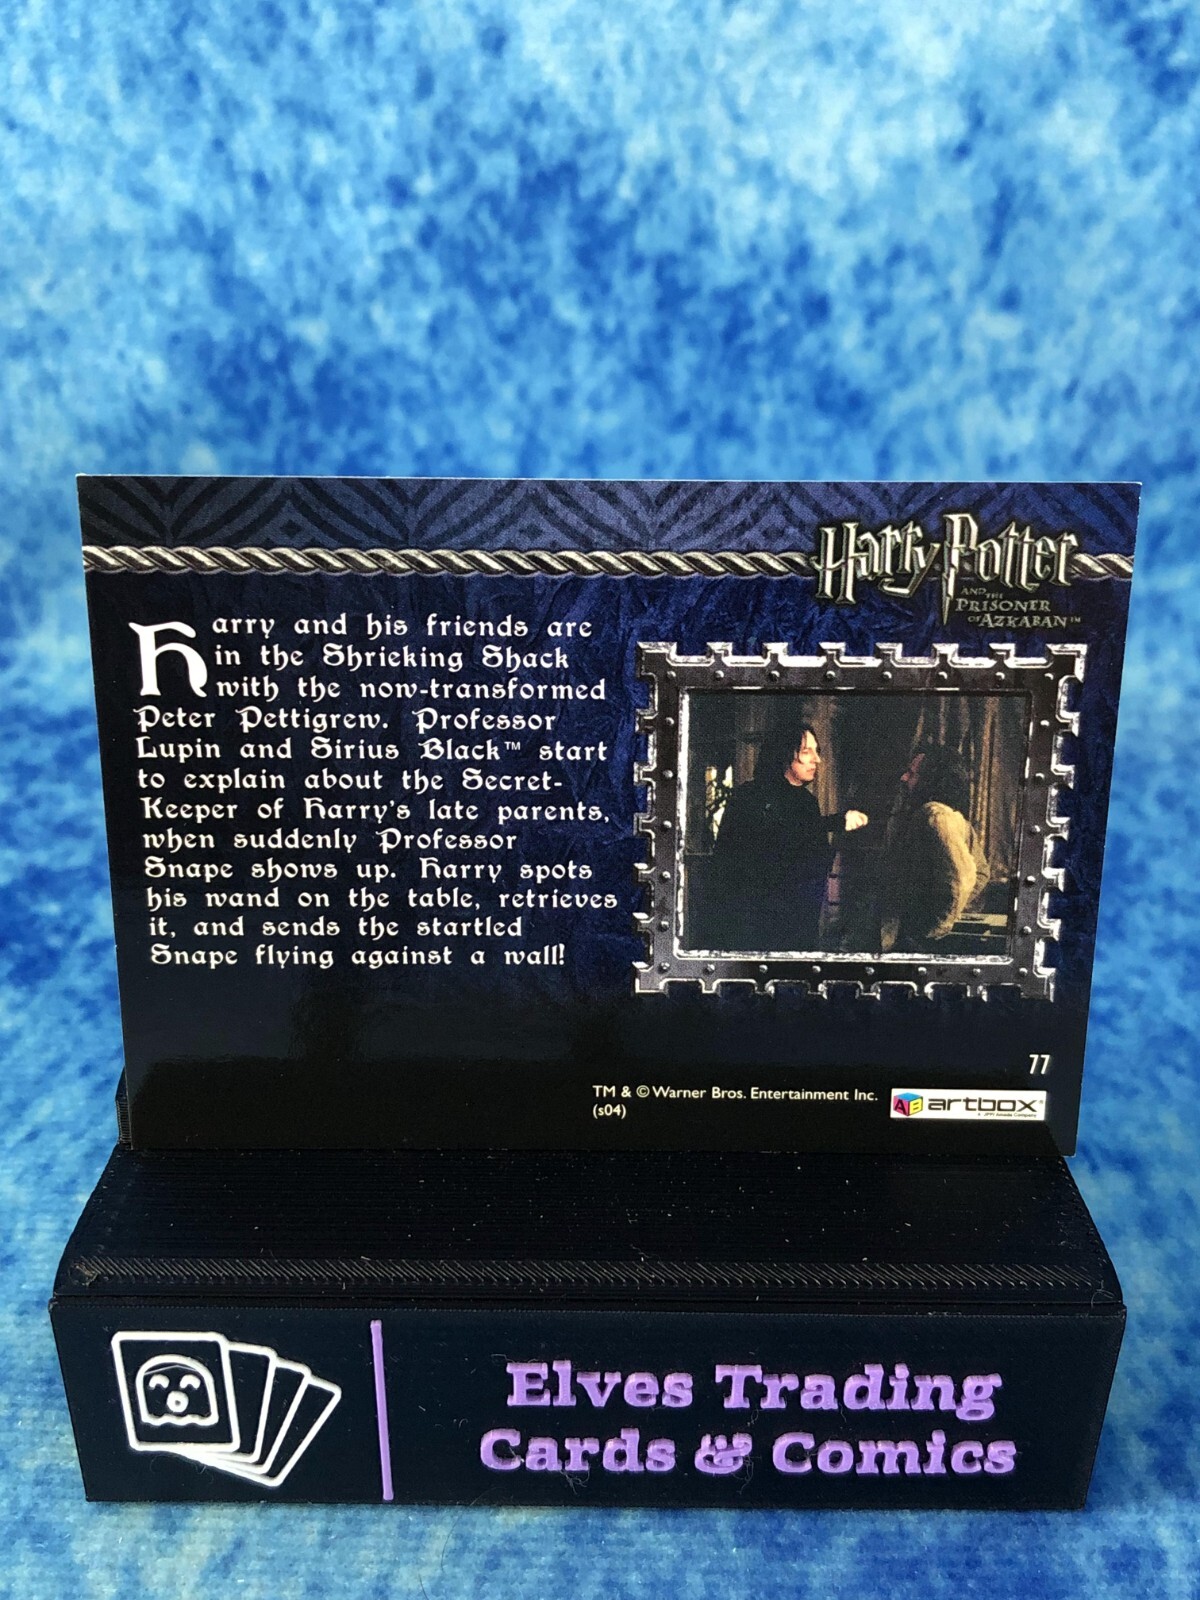 Harry Potter
AND THE
PRISONER
OF AZKABAN™
Harry and his friends are
in the Shrieking Shack
with the now-transformed
Peter Pettigrew. Professor
Lupin and Sirius Black™ start
to explain about the Secret-
Keeper of Harry's late parents,
when suddenly Professor
Snape shows up. Harry spots
his wand on the table, retrieves
it, and sends the startled
Snape flying against a wall!
77
TM & © Warner Bros. Entertainment Inc.
(s04)
AB artbox®
Elves Trading
Cards & Comics